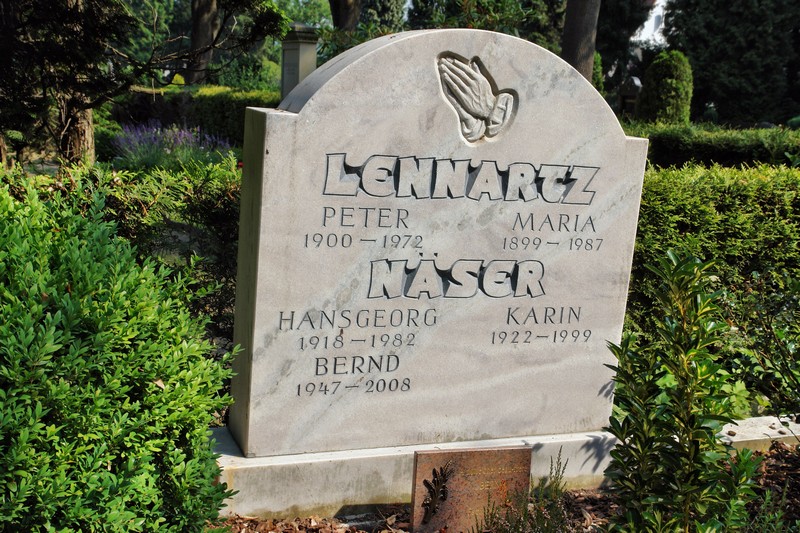 LENNARTZ
PETER MARIA
1900 – 1972 1899 – 1987
NÄSER
HANSGEORG KARIN
1918 – 1982 1922 – 1999
BERND
1947 – 2008